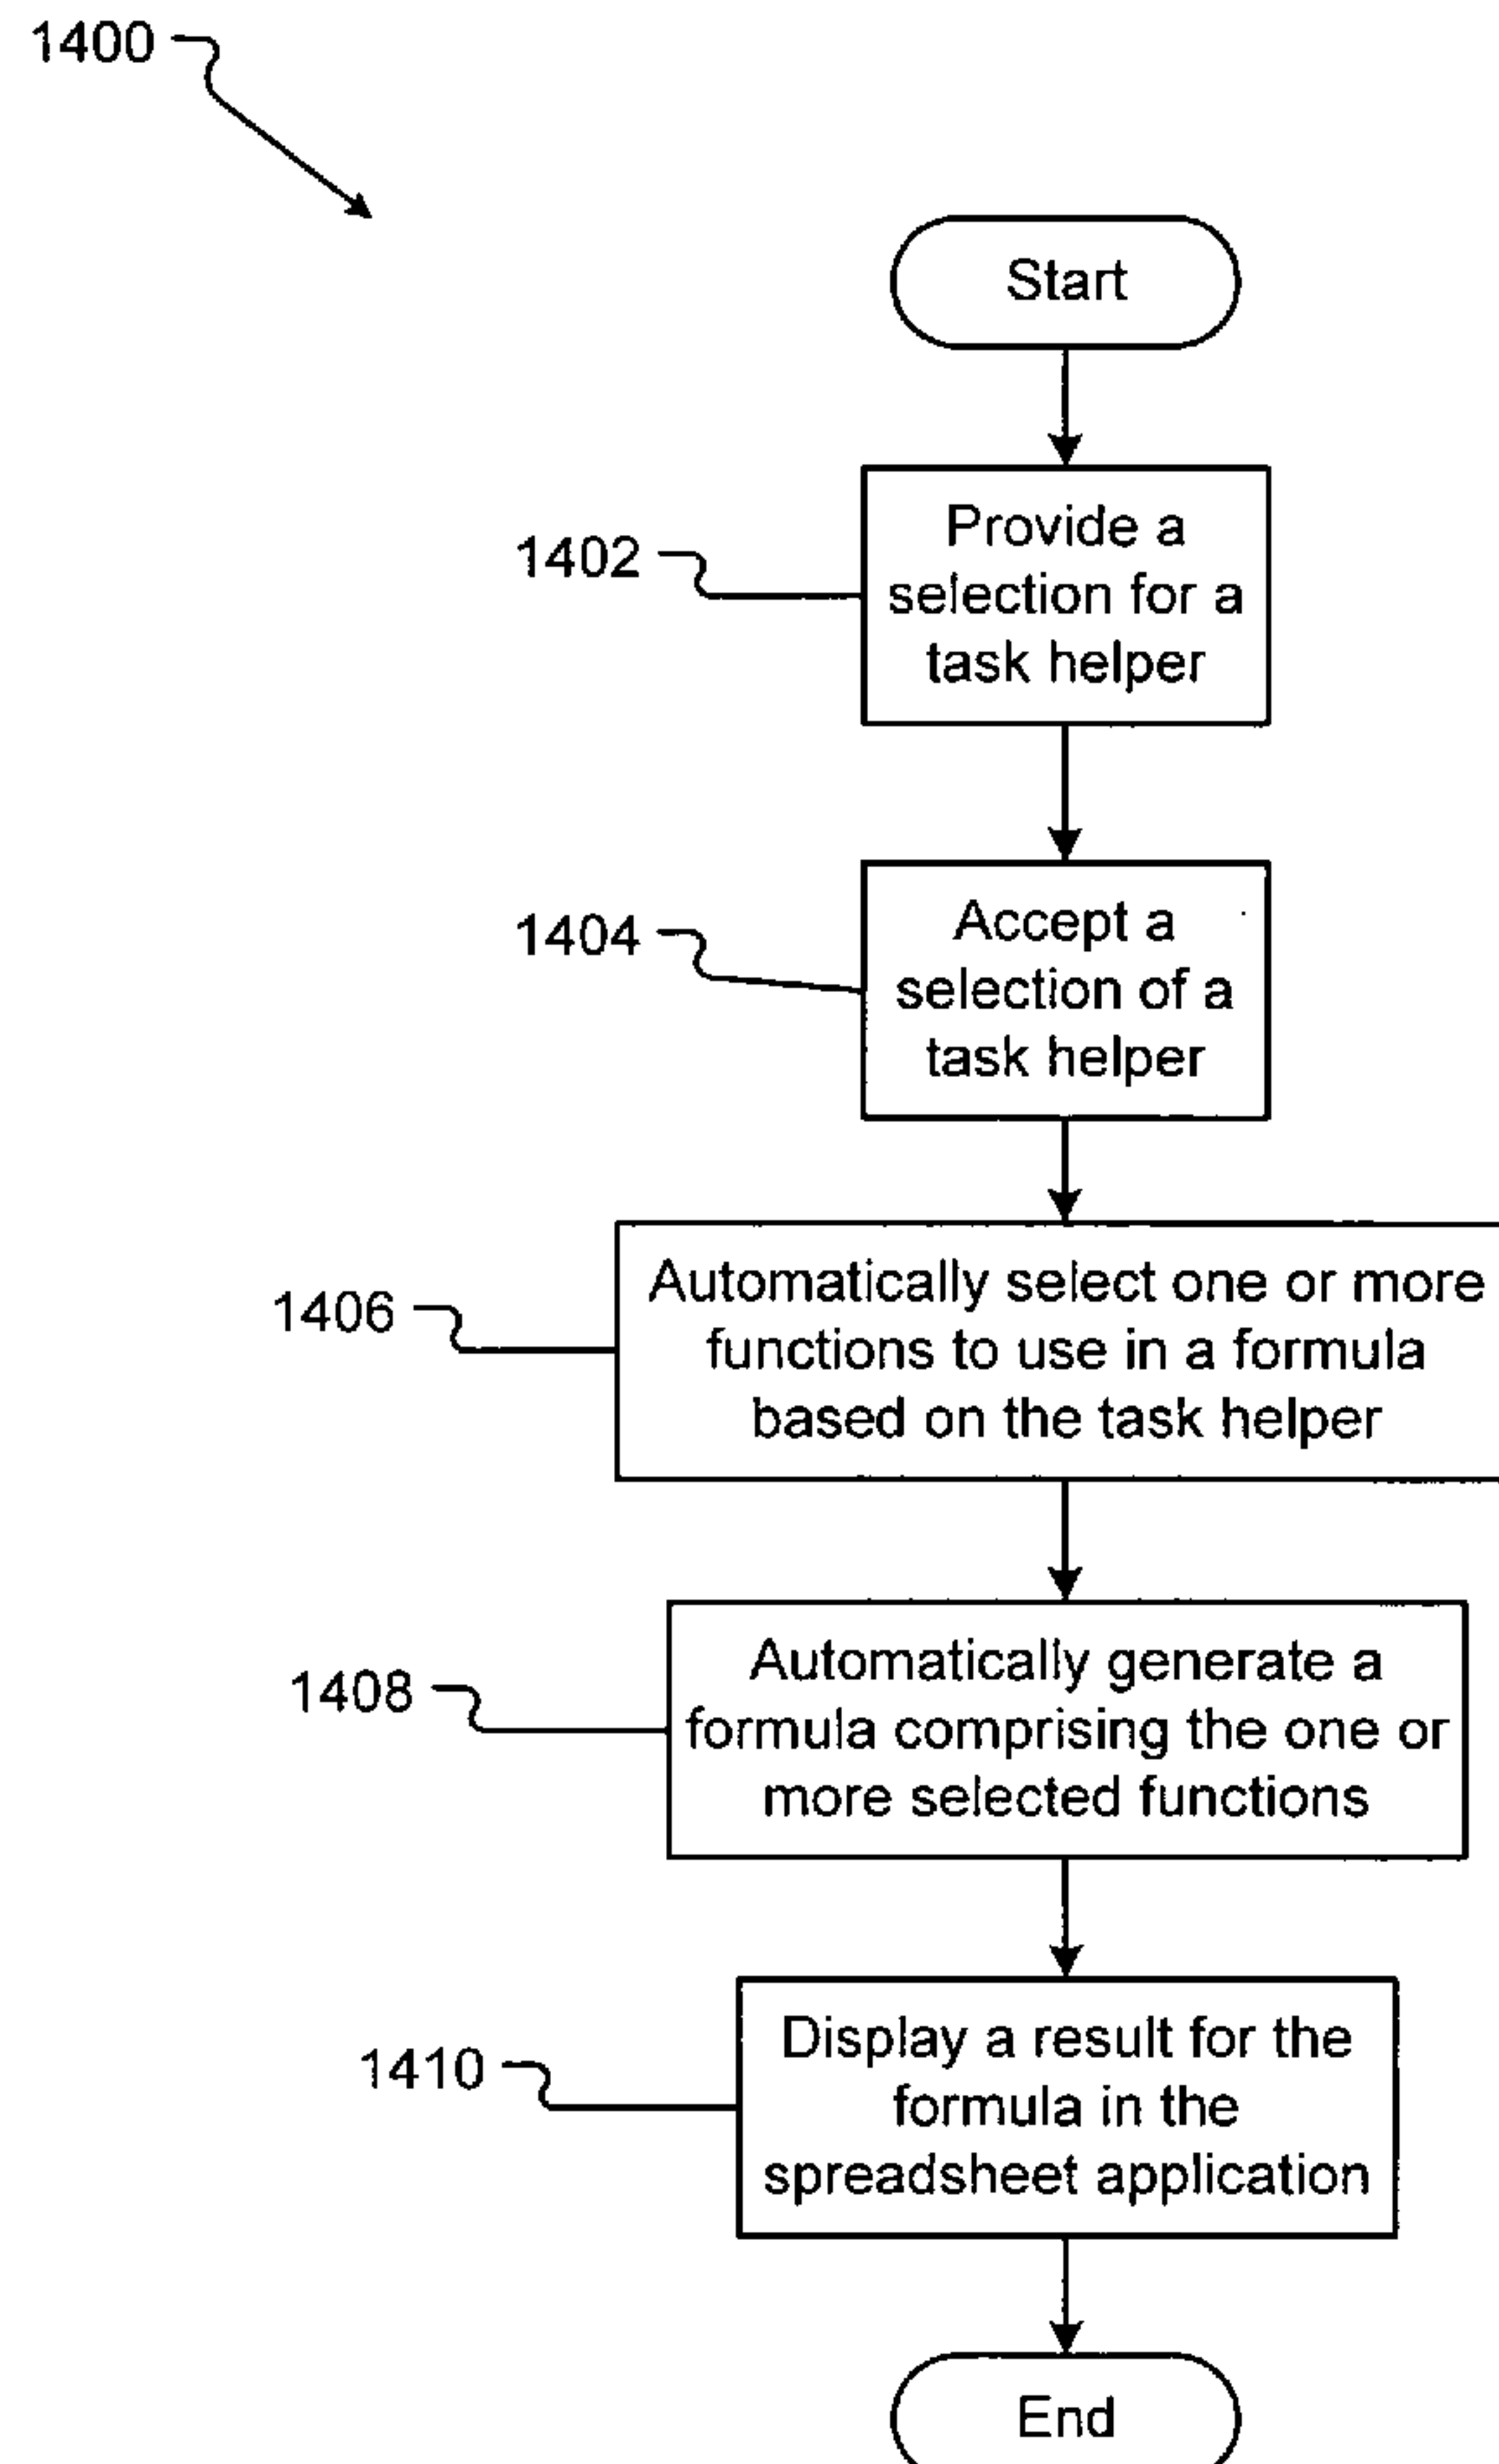 1400
Start
1402
Provide a
selection for a
task helper
1404
Accept a
selection of a
task helper
1406
Automatically select one or more
functions to use in a formula
based on the task helper
1408
Automatically generate a
formula comprising the one or
more selected functions
1410
Display a result for the
formula in the
spreadsheet application
End